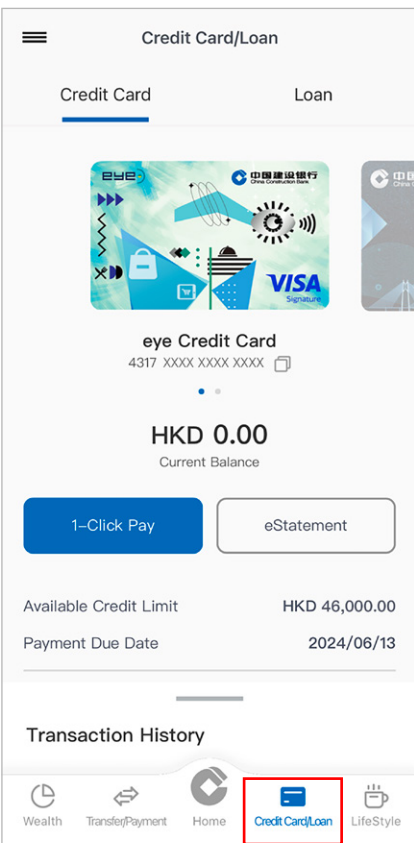 Credit Card/Loan
Credit Card
Loan
eye
中国建设银行
China Construction Bank
VISA
Signature
eye Credit Card
4317 XXXX XXXX XXXX
HKD 0.00
Current Balance
1-Click Pay
eStatement
Available Credit Limit
HKD 46,000.00
Payment Due Date
2024/06/13
Transaction History
Wealth
Transfer/Payment
Home
Credit Card/Loan
LifeStyle